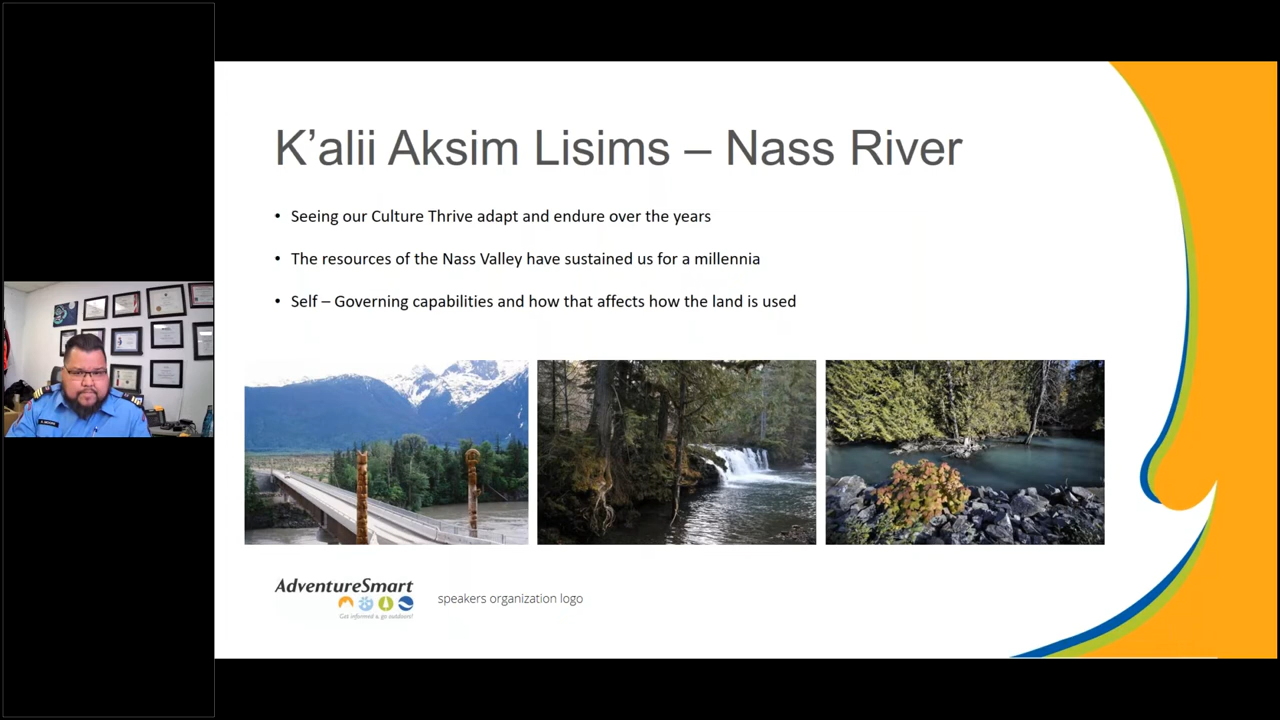 K’alii Aksim Lisims – Nass River
• Seeing our Culture Thrive adapt and endure over the years
• The resources of the Nass Valley have sustained us for a millennia
• Self – Governing capabilities and how that affects how the land is used
AdventureSmart
Get informed & go outdoors!
speakers organization logo